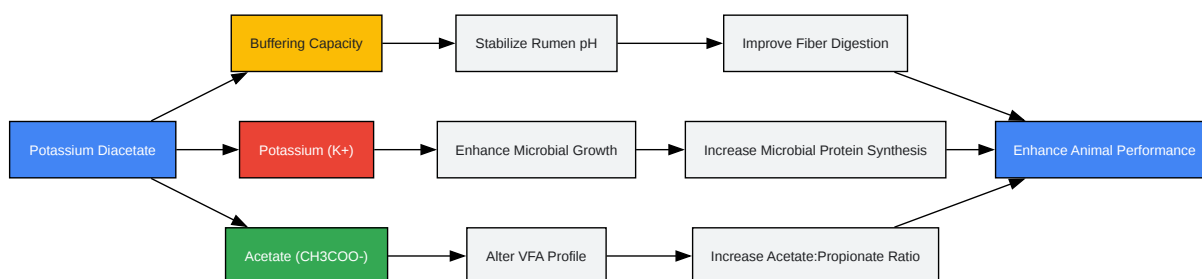 Buffering Capacity
Stabilize Rumen pH
Improve Fiber Digestion
Potassium Diacetate
Potassium (K+)
Enhance Microbial Growth
Increase Microbial Protein Synthesis
Enhance Animal Performance
Acetate (CH3COO-)
Alter VFA Profile
Increase Acetate:Propionate Ratio